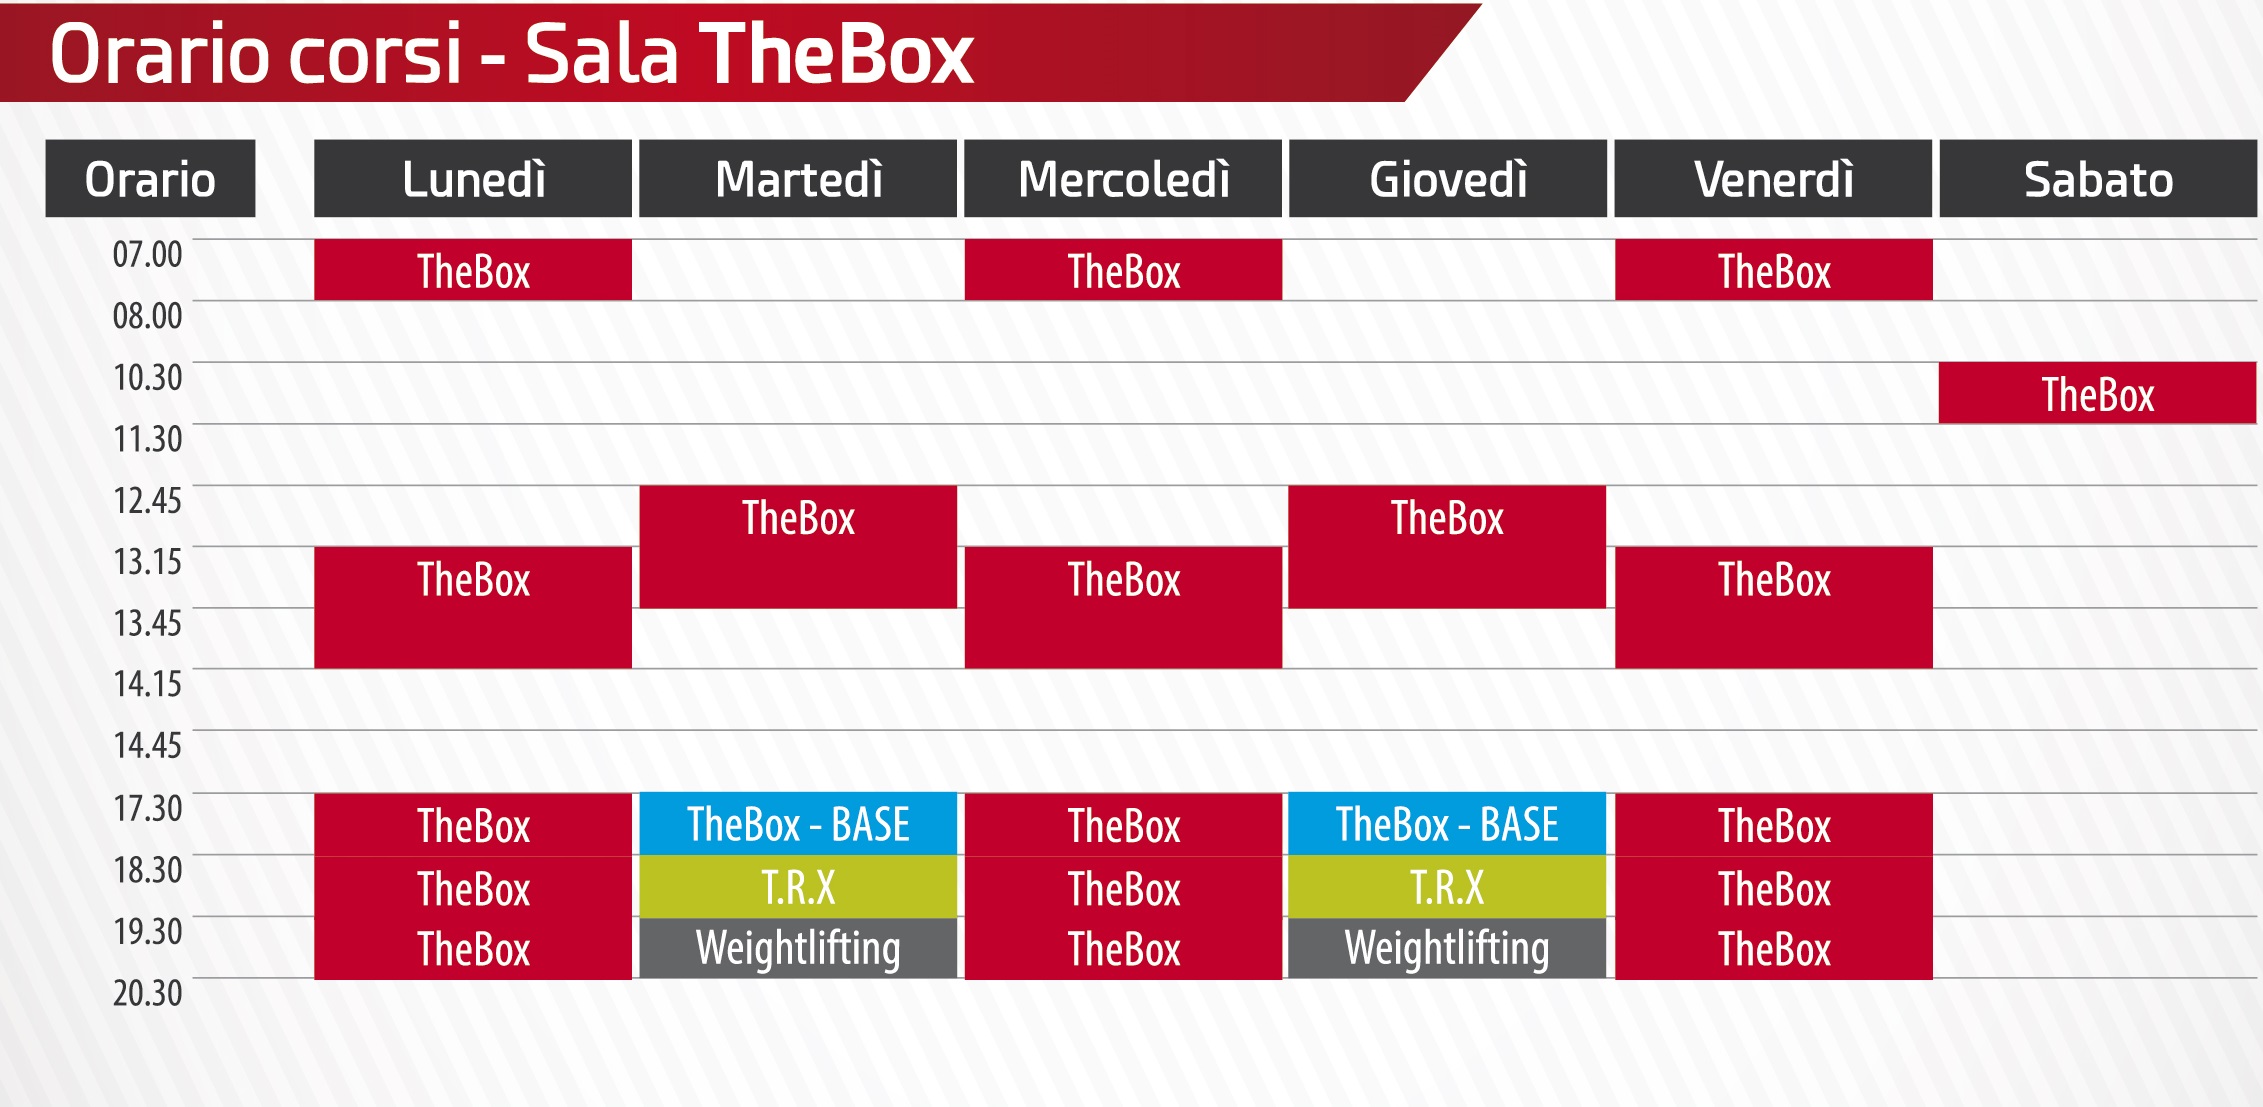 Orario corsi - Sala TheBox
Orario Lunedì Martedì Mercoledì Giovedì Venerdì Sabato
07.00 TheBox TheBox TheBox
08.00
10.30 TheBox
11.30
12.45 TheBox TheBox
13.15 TheBox TheBox TheBox
13.45
14.15
14.45
17.30 TheBox TheBox - BASE TheBox TheBox - BASE TheBox
18.30 TheBox T.R.X TheBox T.R.X TheBox
19.30 TheBox Weightlifting TheBox Weightlifting TheBox
20.30